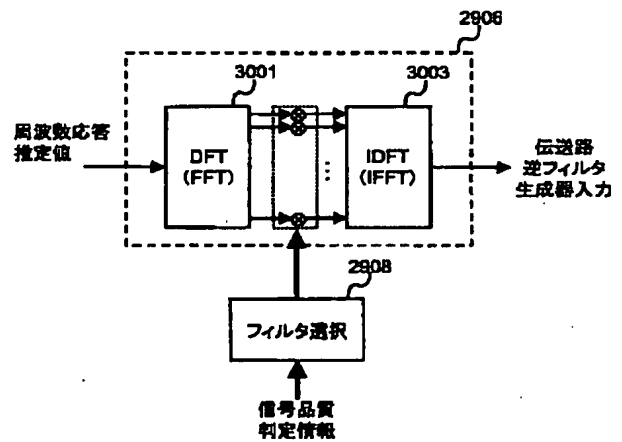 2906
3001
3003
周波数応答
推定値
DFT
(FFT)
IDFT
(IFFT)
伝送路
逆フィルタ
生成器入力
2908
フィルタ選択
信号品質
判定情報